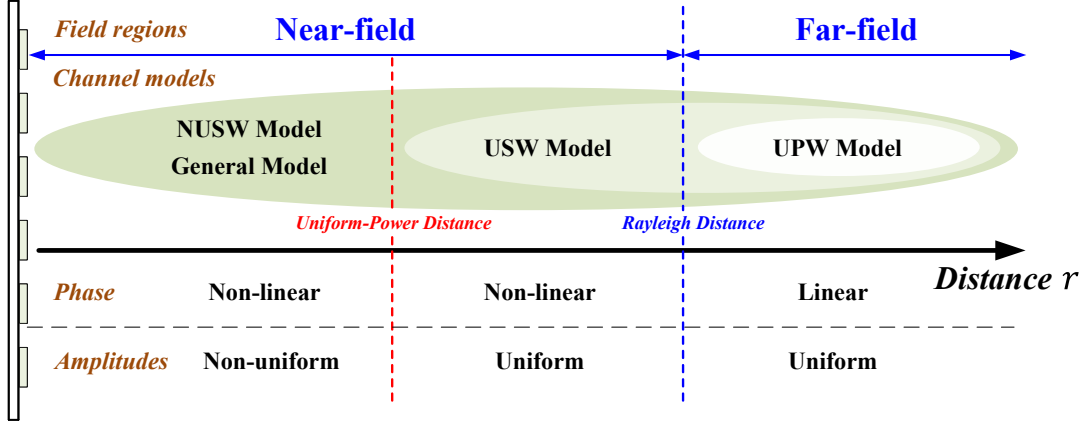 Field regions
Near-field
Far-field
Channel models
NUSW Model
General Model
USW Model
UPW Model
Uniform-Power Distance
Rayleigh Distance
Distance r
Phase
Non-linear
Non-linear
Linear
Amplitudes
Non-uniform
Uniform
Uniform